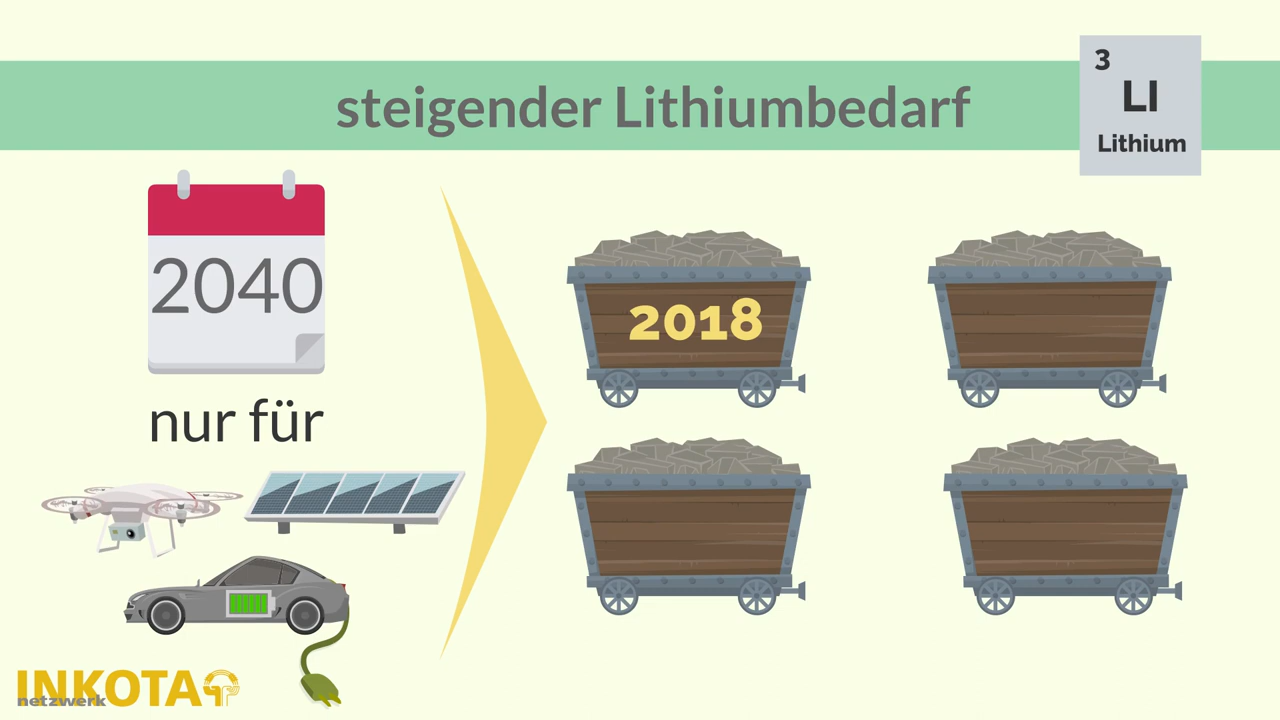 steigender Lithiumbedarf
3
LI
Lithium
2040
nur für
2018
INKOTA
netzwerk